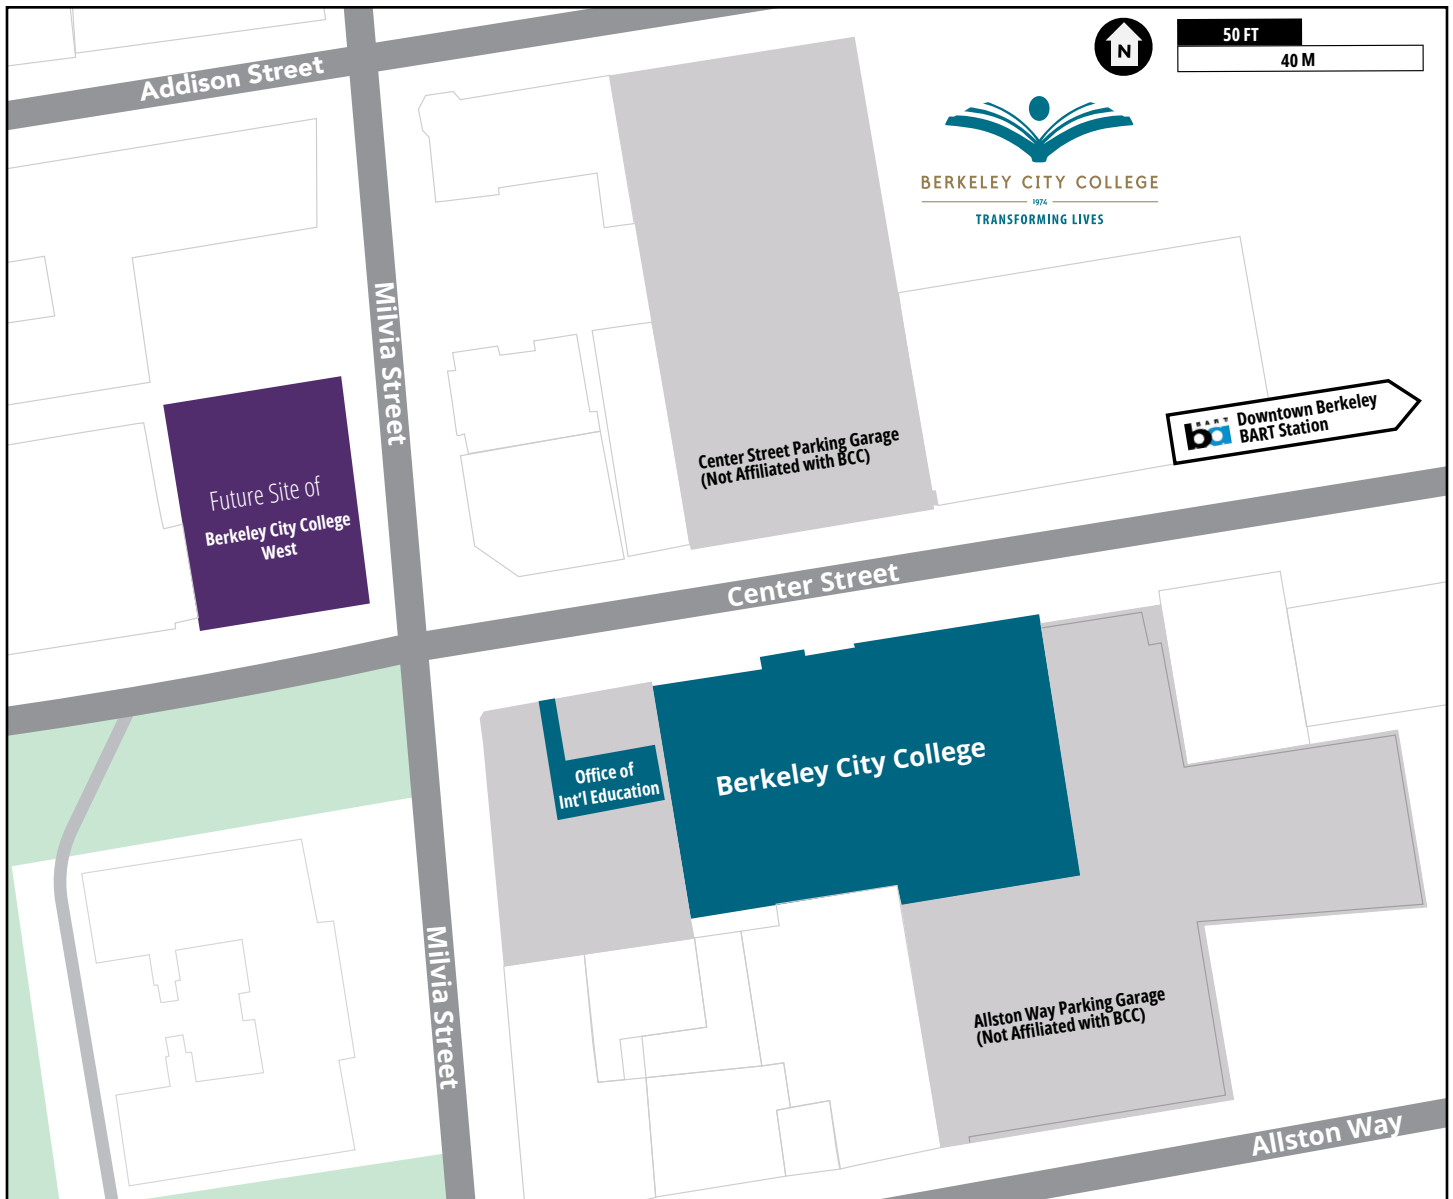 Addison Street
N
50 FT
40 M
BERKELEY CITY COLLEGE
1974
TRANSFORMING LIVES
Milvia Street
BART
ba
Downtown Berkeley
BART Station
Center Street Parking Garage
(Not Affiliated with BCC)
Future Site of
Berkeley City College
West
Center Street
Office of
Int'l Education
Berkeley City College
Milvia Street
Allston Way Parking Garage
(Not Affiliated with BCC)
Allston Way